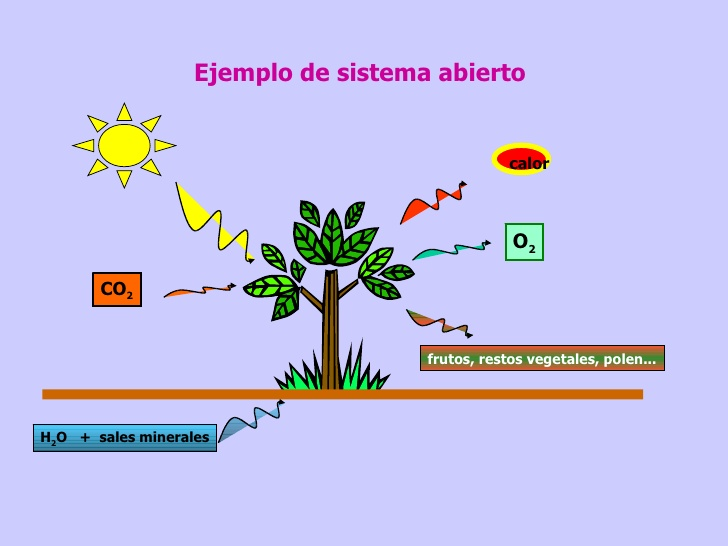 Ejemplo de sistema abierto
calor
O₂
CO₂
frutos, restos vegetales, polen...
H₂O + sales minerales